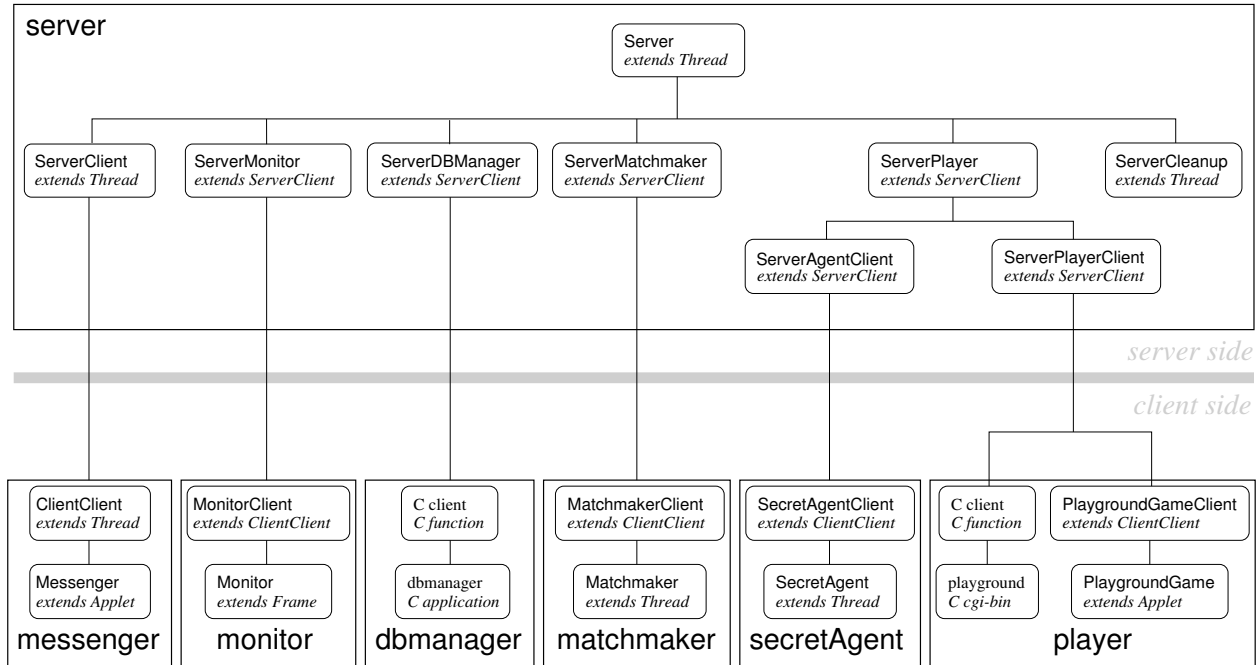 server
Server
extends Thread
ServerClient
extends Thread
ServerMonitor
extends ServerClient
ServerDBManager
extends ServerClient
ServerMatchmaker
extends ServerClient
ServerPlayer
extends ServerClient
ServerCleanup
extends Thread
ServerAgentClient
extends ServerClient
ServerPlayerClient
extends ServerClient
server side
client side
ClientClient
extends Thread
MonitorClient
extends ClientClient
C client
C function
MatchmakerClient
extends ClientClient
SecretAgentClient
extends ClientClient
C client
C function
PlaygroundGameClient
extends ClientClient
Messenger
extends Applet
Monitor
extends Frame
dbmanager
C application
Matchmaker
extends Thread
SecretAgent
extends Thread
playground
C cgi-bin
PlaygroundGame
extends Applet
messenger
monitor
dbmanager
matchmaker
secretAgent
player